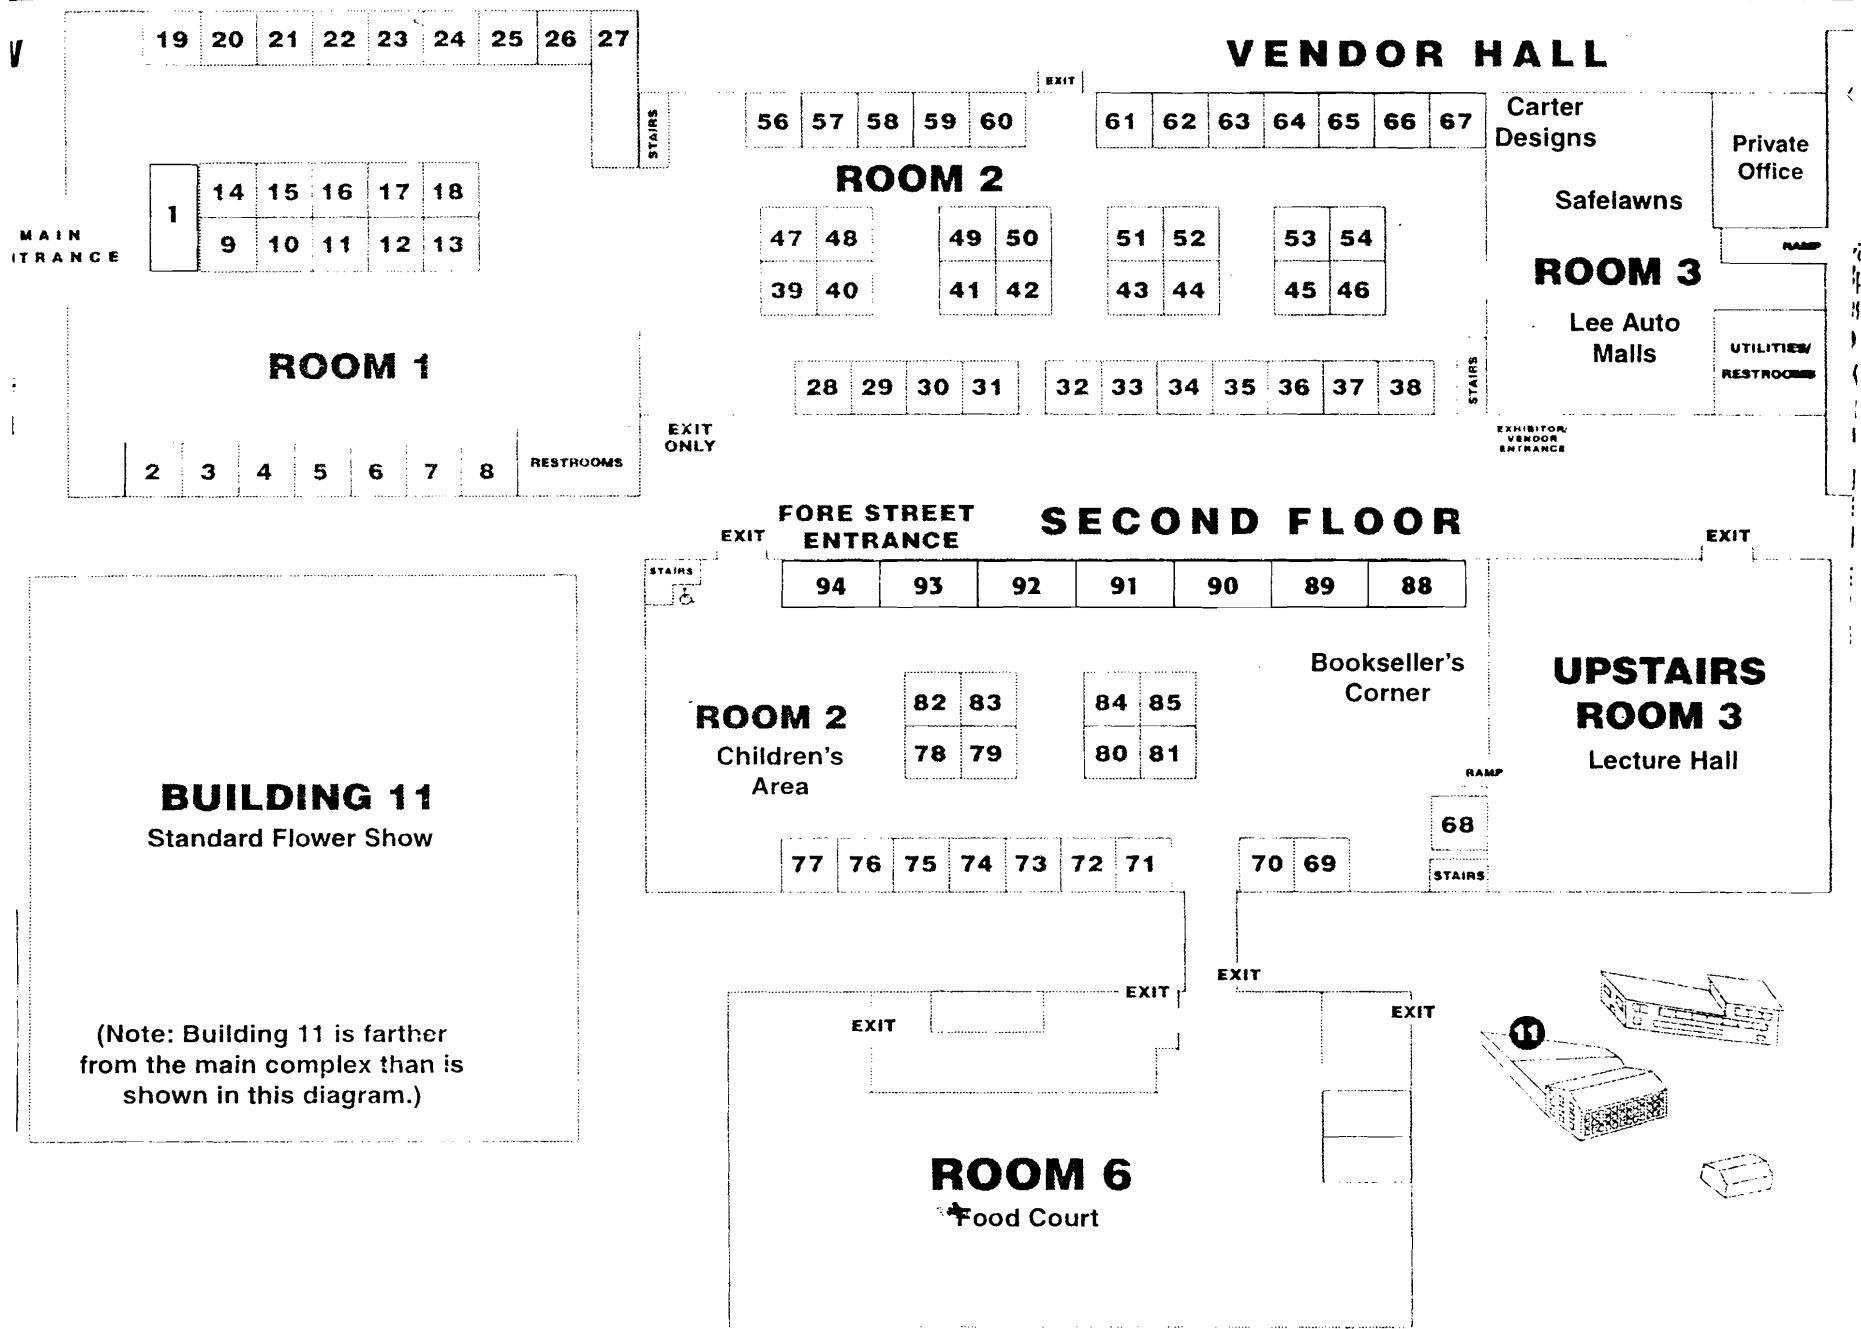 VENDOR HALL
19 20 21 22 23 24 25 26 27
EXIT
STAIRS
56 57 58 59 60
61 62 63 64 65 66 67
Carter
Designs
Private
Office
ROOM 2
Safelawns
1
14 15 16 17 18
9 10 11 12 13
MAIN
47 48 49 50 51 52 53 54
39 40 41 42 43 44 45 46
RAMP
ROOM 3
Lee Auto
Malls
UTILITIES/
RESTROOMS
ROOM 1
28 29 30 31 32 33 34 35 36 37 38
STAIRS
EXIT
ONLY
EXHIBITOR/
VENDOR
ENTRANCE
2 3 4 5 6 7 8
RESTROOMS
FORE STREET
ENTRANCE
SECOND FLOOR
EXIT
EXIT
STAIRS
94 93 92 91 90 89 88
Bookseller's
Corner
UPSTAIRS
ROOM 3
Lecture Hall
82 83 84 85
78 79 80 81
ROOM 2
Children's
Area
RAMP
68
STAIRS
77 76 75 74 73 72 71 70 69
BUILDING 11
Standard Flower Show
(Note: Building 11 is farther
from the main complex than is
shown in this diagram.)
EXIT
EXIT
EXIT
EXIT
11
ROOM 6
Food Court